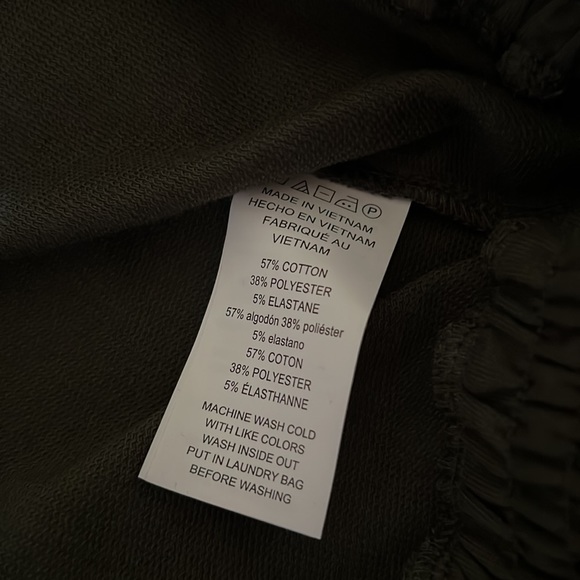 P
MADE IN VIETNAM
HECHO EN VIETNAM
FABRIQUÉ AU
VIETNAM
57% COTTON
38% POLYESTER
5% ELASTANE
57% algodón 38% poliéster
5% elastano
57% COTON
38% POLYESTER
5% ÉLASTHANNE
MACHINE WASH COLD
WITH LIKE COLORS
WASH INSIDE OUT
PUT IN LAUNDRY BAG
BEFORE WASHING